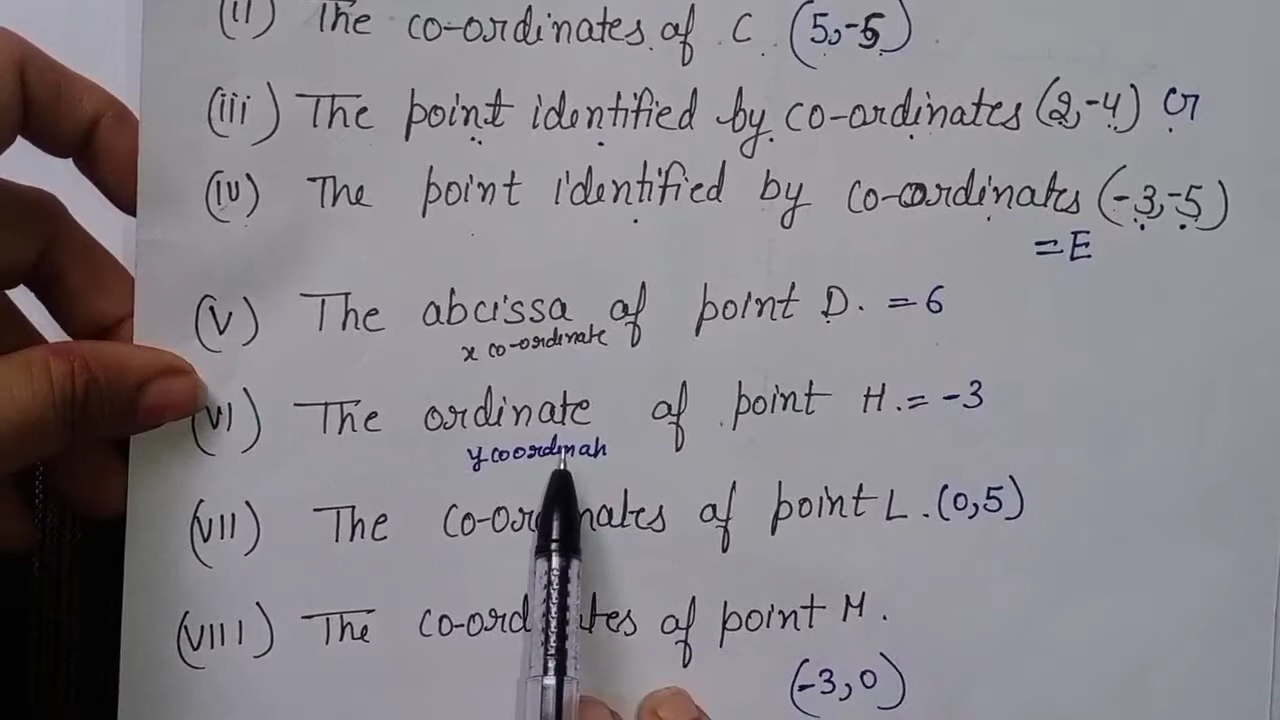 (ii) The co-ordinates of C (5,-5)
(iii) The point identified by co-ordinates (2,-4) Or
(iv) The point identified by co-oordinates (-3,-5)
=E
(v) The abcissa of point D. =6
x co-ordinate
(vi) The ordinate of point H. = -3
y coordinate
(vii) The co-ordinates of point L. (0,5)
(viii) The co-ordinates of point M.
(-3,0)